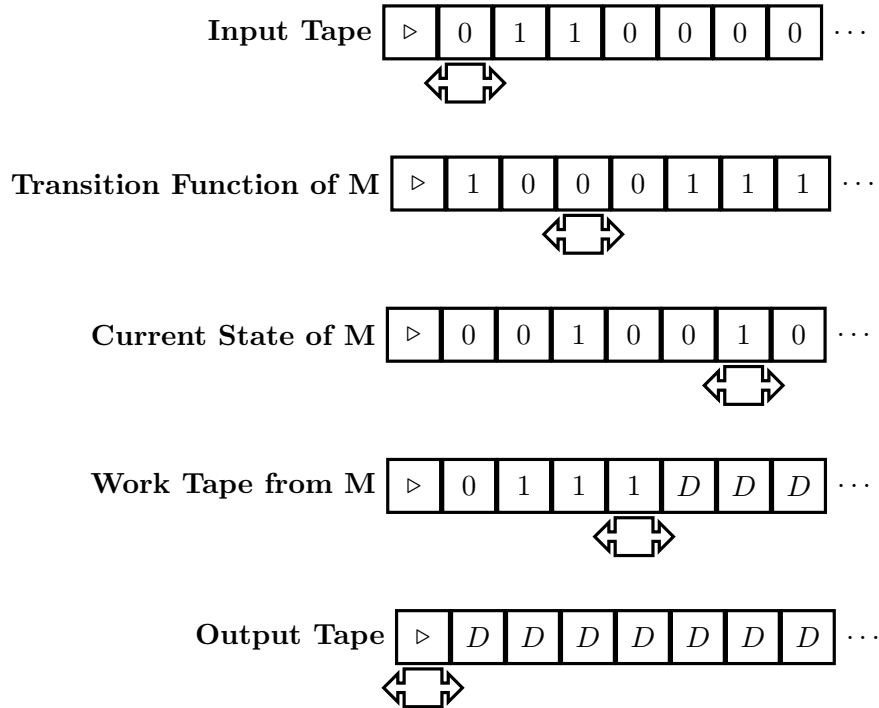 Input Tape ▷ 0 1 1 0 0 0 0 ···
Transition Function of M ▷ 1 0 0 0 1 1 1 ···
Current State of M ▷ 0 0 1 0 0 1 0 ···
Work Tape from M ▷ 0 1 1 1 D D D ···
Output Tape ▷ D D D D D D D ···